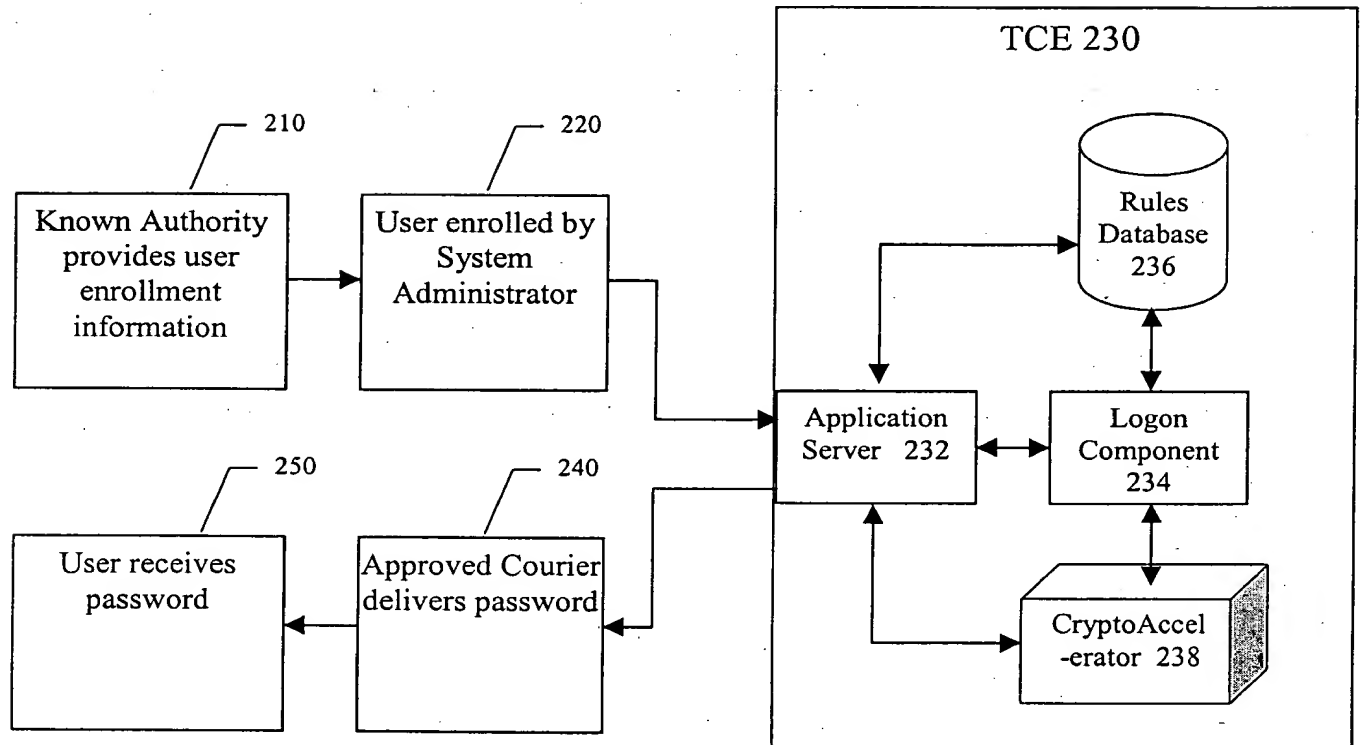 TCE 230
210
220
Known Authority
provides user
enrollment
information
User enrolled by
System
Administrator
Rules
Database
236
Application
Server 232
Logon
Component
234
250
240
User receives
password
Approved Courier
delivers password
CryptoAccel
-erator 238